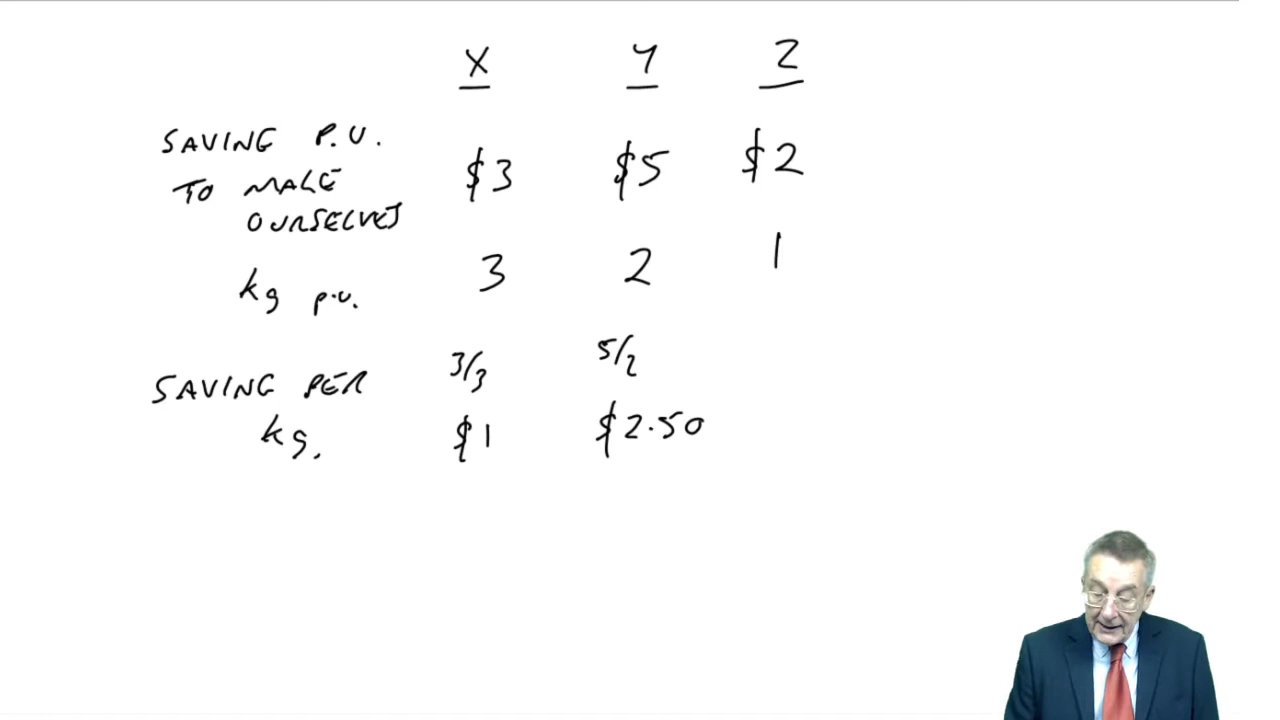 X Y Z
SAVING P.U.
TO MAKE
OURSELVES $3 $5 $2
kg p.u. 3 2 1
3/3 5/2
SAVING PER
kg. $1 $2.50